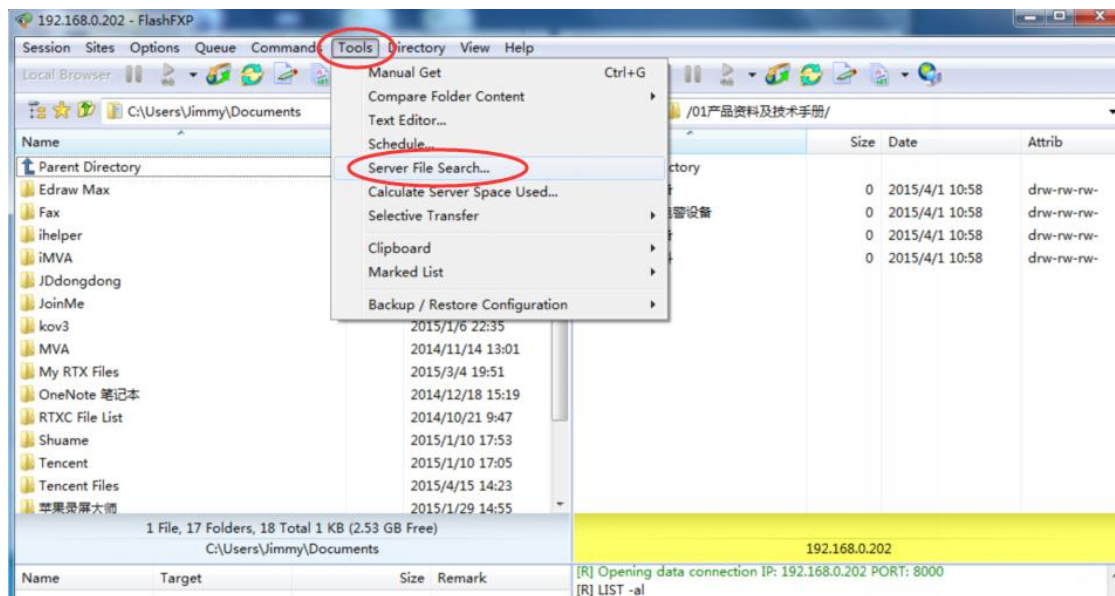 192.168.0.202 - FlashFXP
Session Sites Options Queue Command Tools Directory View Help
Local Browser
C:\Users\Jimmy\Documents
/01产品资料及技术手册/
Manual Get Ctrl+G
Compare Folder Content
Text Editor...
Schedule...
Server File Search...
Calculate Server Space Used...
Selective Transfer
Clipboard
Marked List
Backup / Restore Configuration
Name
Parent Directory
Edraw Max
Fax
ihelper
iMVA
JDdongdong
JoinMe
kov3 2015/1/6 22:35
MVA 2014/11/14 13:01
My RTX Files 2015/3/4 19:51
OneNote 笔记本 2014/12/18 15:19
RTXC File List 2014/10/21 9:47
Shuame 2015/1/10 17:53
Tencent 2015/1/10 17:05
Tencent Files 2015/4/15 14:23
苹果录屏大师 2015/1/29 14:55
1 File, 17 Folders, 18 Total 1 KB (2.53 GB Free)
C:\Users\Jimmy\Documents
Size Date Attrib
ctory
0 2015/4/1 10:58 drw-rw-rw-
警设备 0 2015/4/1 10:58 drw-rw-rw-
0 2015/4/1 10:58 drw-rw-rw-
0 2015/4/1 10:58 drw-rw-rw-
192.168.0.202
Name Target Size Remark
[R] Opening data connection IP: 192.168.0.202 PORT: 8000
[R] LIST -al